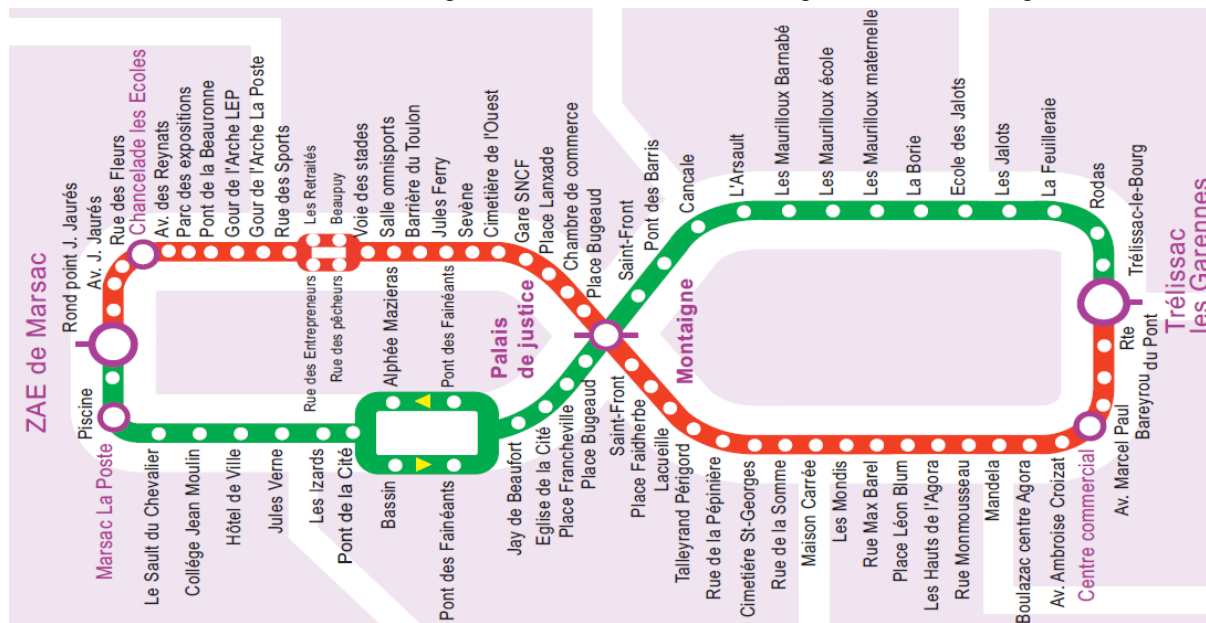 ZAE de Marsac
Rond point J. Jaurés
Av. J. Jaurés
Rue des Fleurs
Chancelade les Ecoles
Av. des Reynats
Parc des expositions
Pont de la Beauronne
Gour de l'Arche LEP
Gour de l'Arche La Poste
Rue des Sports
Les Retraités
Beaupuy
Voie des stades
Salle omnisports
Barrière du Toulon
Jules Ferry
Sevène
Cimetière de l'Ouest
Gare SNCF
Place Lanxade
Chambre de commerce
Place Bugeaud
Saint-Front
Pont des Barris
Cancale
L'Arsault
Les Maurilloux Barnabé
Les Maurilloux école
Les Maurilloux maternelle
La Borie
Ecole des Jalots
Les Jalots
La Feuilleraie
Rodas
Trélissac-le-Bourg
Trélissac
les Garennes
Rue des Entrepreneurs
Rue des pêcheurs
Alphée Mazieras
Pont des Fainéants
Palais
de justice
Montaigne
Piscine
Marsac La Poste
Le Sault du Chevalier
Collége Jean Moulin
Hôtel de Ville
Jules Verne
Les Izards
Pont de la Cité
Bassin
Pont des Fainéants
Jay de Beaufort
Eglise de la Cité
Place Francheville
Place Bugeaud
Saint-Front
Place Faidherbe
Lacueille
Talleyrand Périgord
Rue de la Pépinière
Cimetiére St-Georges
Rue de la Somme
Maison Carrée
Les Mondis
Rue Max Barel
Place Léon Blum
Les Hauts de l'Agora
Rue Monmousseau
Mandela
Boulazac centre Agora
Av. Ambroise Croizat
Centre commercial
Av. Marcel Paul
Rte
Bareyrou du Pont